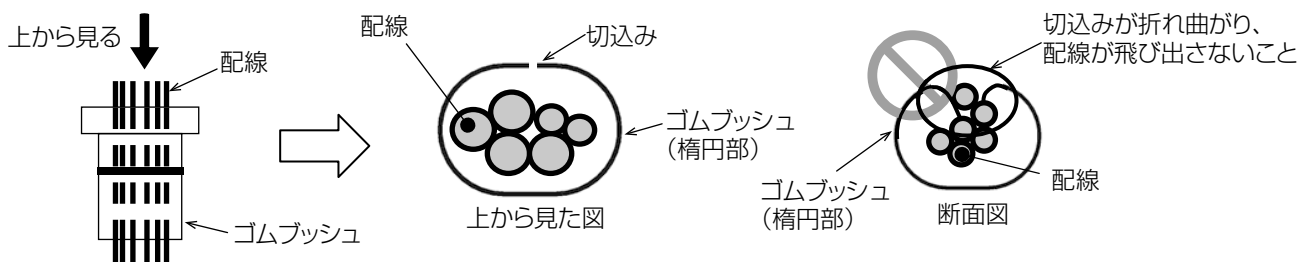 上から見る
配線
ゴムブッシュ
配線
切込み
ゴムブッシュ
（楕円部）
上から見た図
切込みが折れ曲がり、
配線が飛び出さないこと
ゴムブッシュ
（楕円部）
配線
断面図